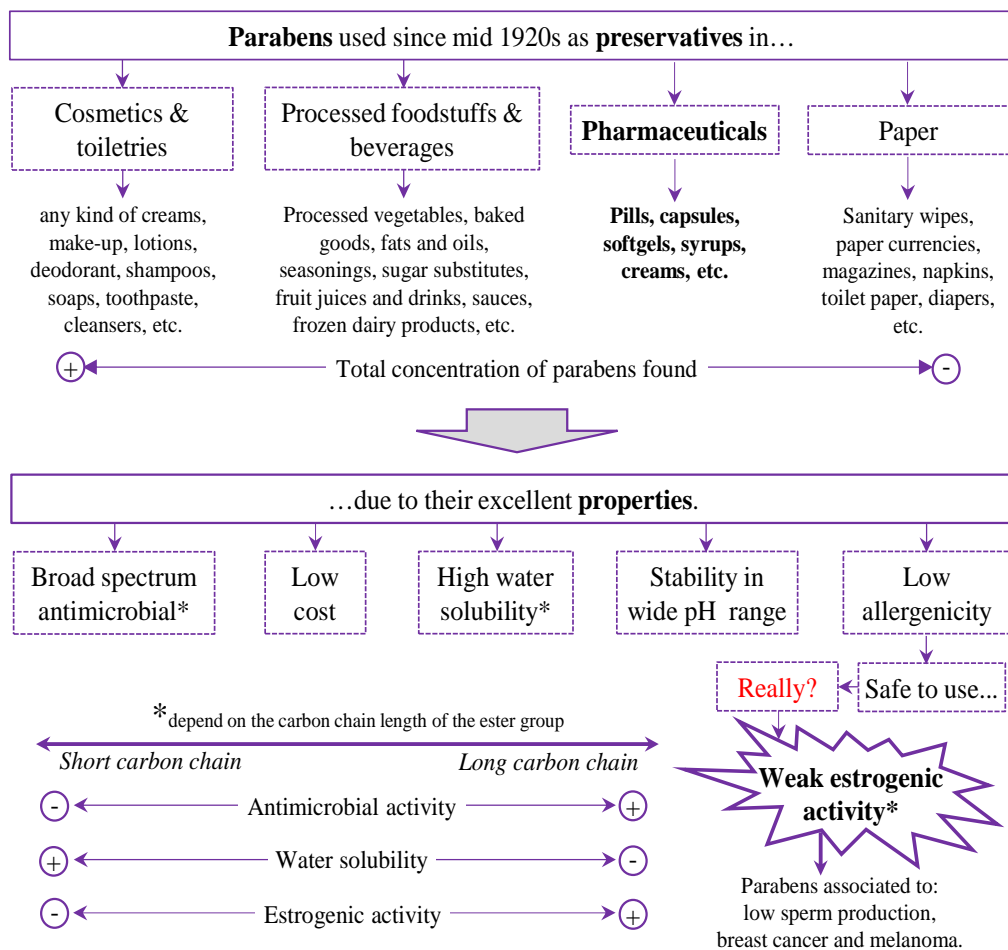 Parabens used since mid 1920s as preservatives in…
Cosmetics &
toiletries
Processed foodstuffs &
beverages
Pharmaceuticals
Paper
any kind of creams,
make-up, lotions,
deodorant, shampoos,
soaps, toothpaste,
cleansers, etc.
Processed vegetables, baked
goods, fats and oils,
seasonings, sugar substitutes,
fruit juices and drinks, sauces,
frozen dairy products, etc.
Pills, capsules,
softgels, syrups,
creams, etc.
Sanitary wipes,
paper currencies,
magazines, napkins,
toilet paper, diapers,
etc.
+ Total concentration of parabens found -
…due to their excellent properties.
Broad spectrum
antimicrobial*
Low
cost
High water
solubility*
Stability in
wide pH range
Low
allergenicity
Really?
Safe to use...
*depend on the carbon chain length of the ester group
Short carbon chain
Long carbon chain
- Antimicrobial activity +
+ Water solubility -
- Estrogenic activity +
Weak estrogenic
activity*
Parabens associated to:
low sperm production,
breast cancer and melanoma.